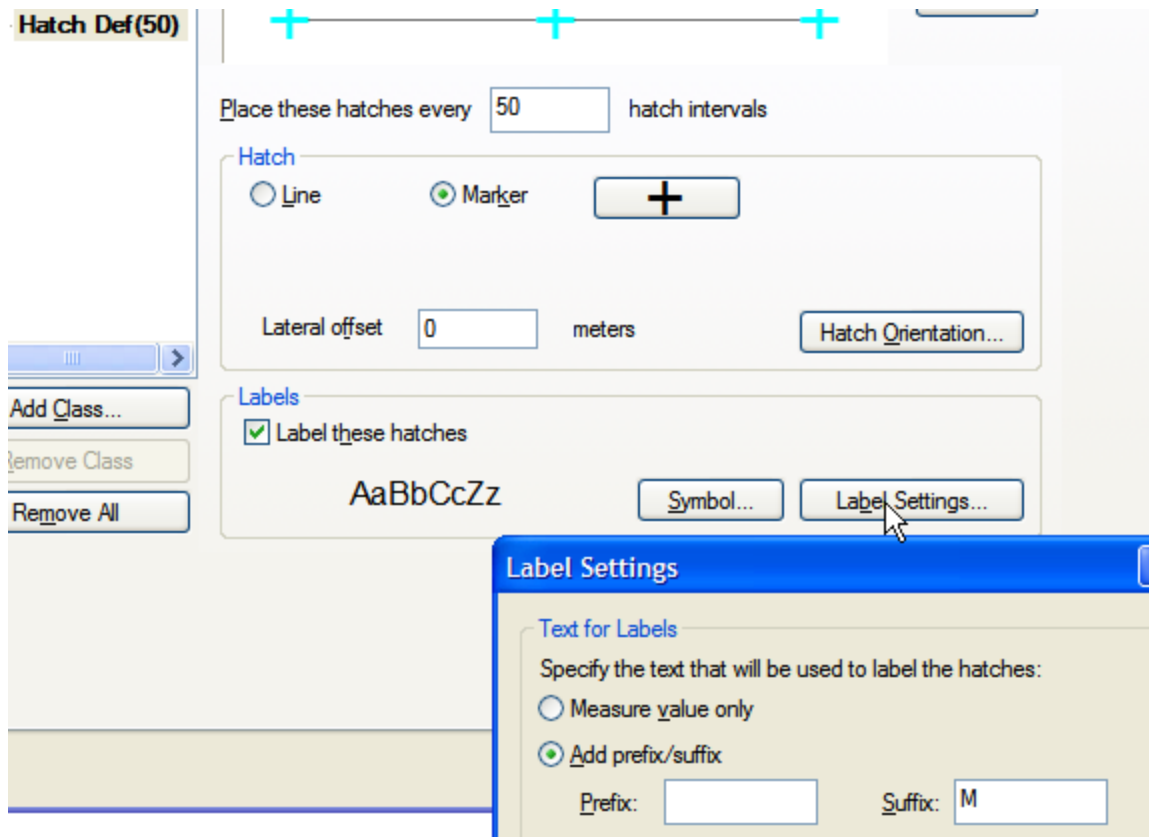 Hatch Def(50)
Place these hatches every 50 hatch intervals
Hatch
Line Marker
Lateral offset 0 meters Hatch Orientation...
Add Class...
Remove Class
Remove All
Labels
Label these hatches
AaBbCcZz Symbol... Label Settings...
Label Settings
Text for Labels
Specify the text that will be used to label the hatches:
Measure value only
Add prefix/suffix
Prefix: Suffix: M